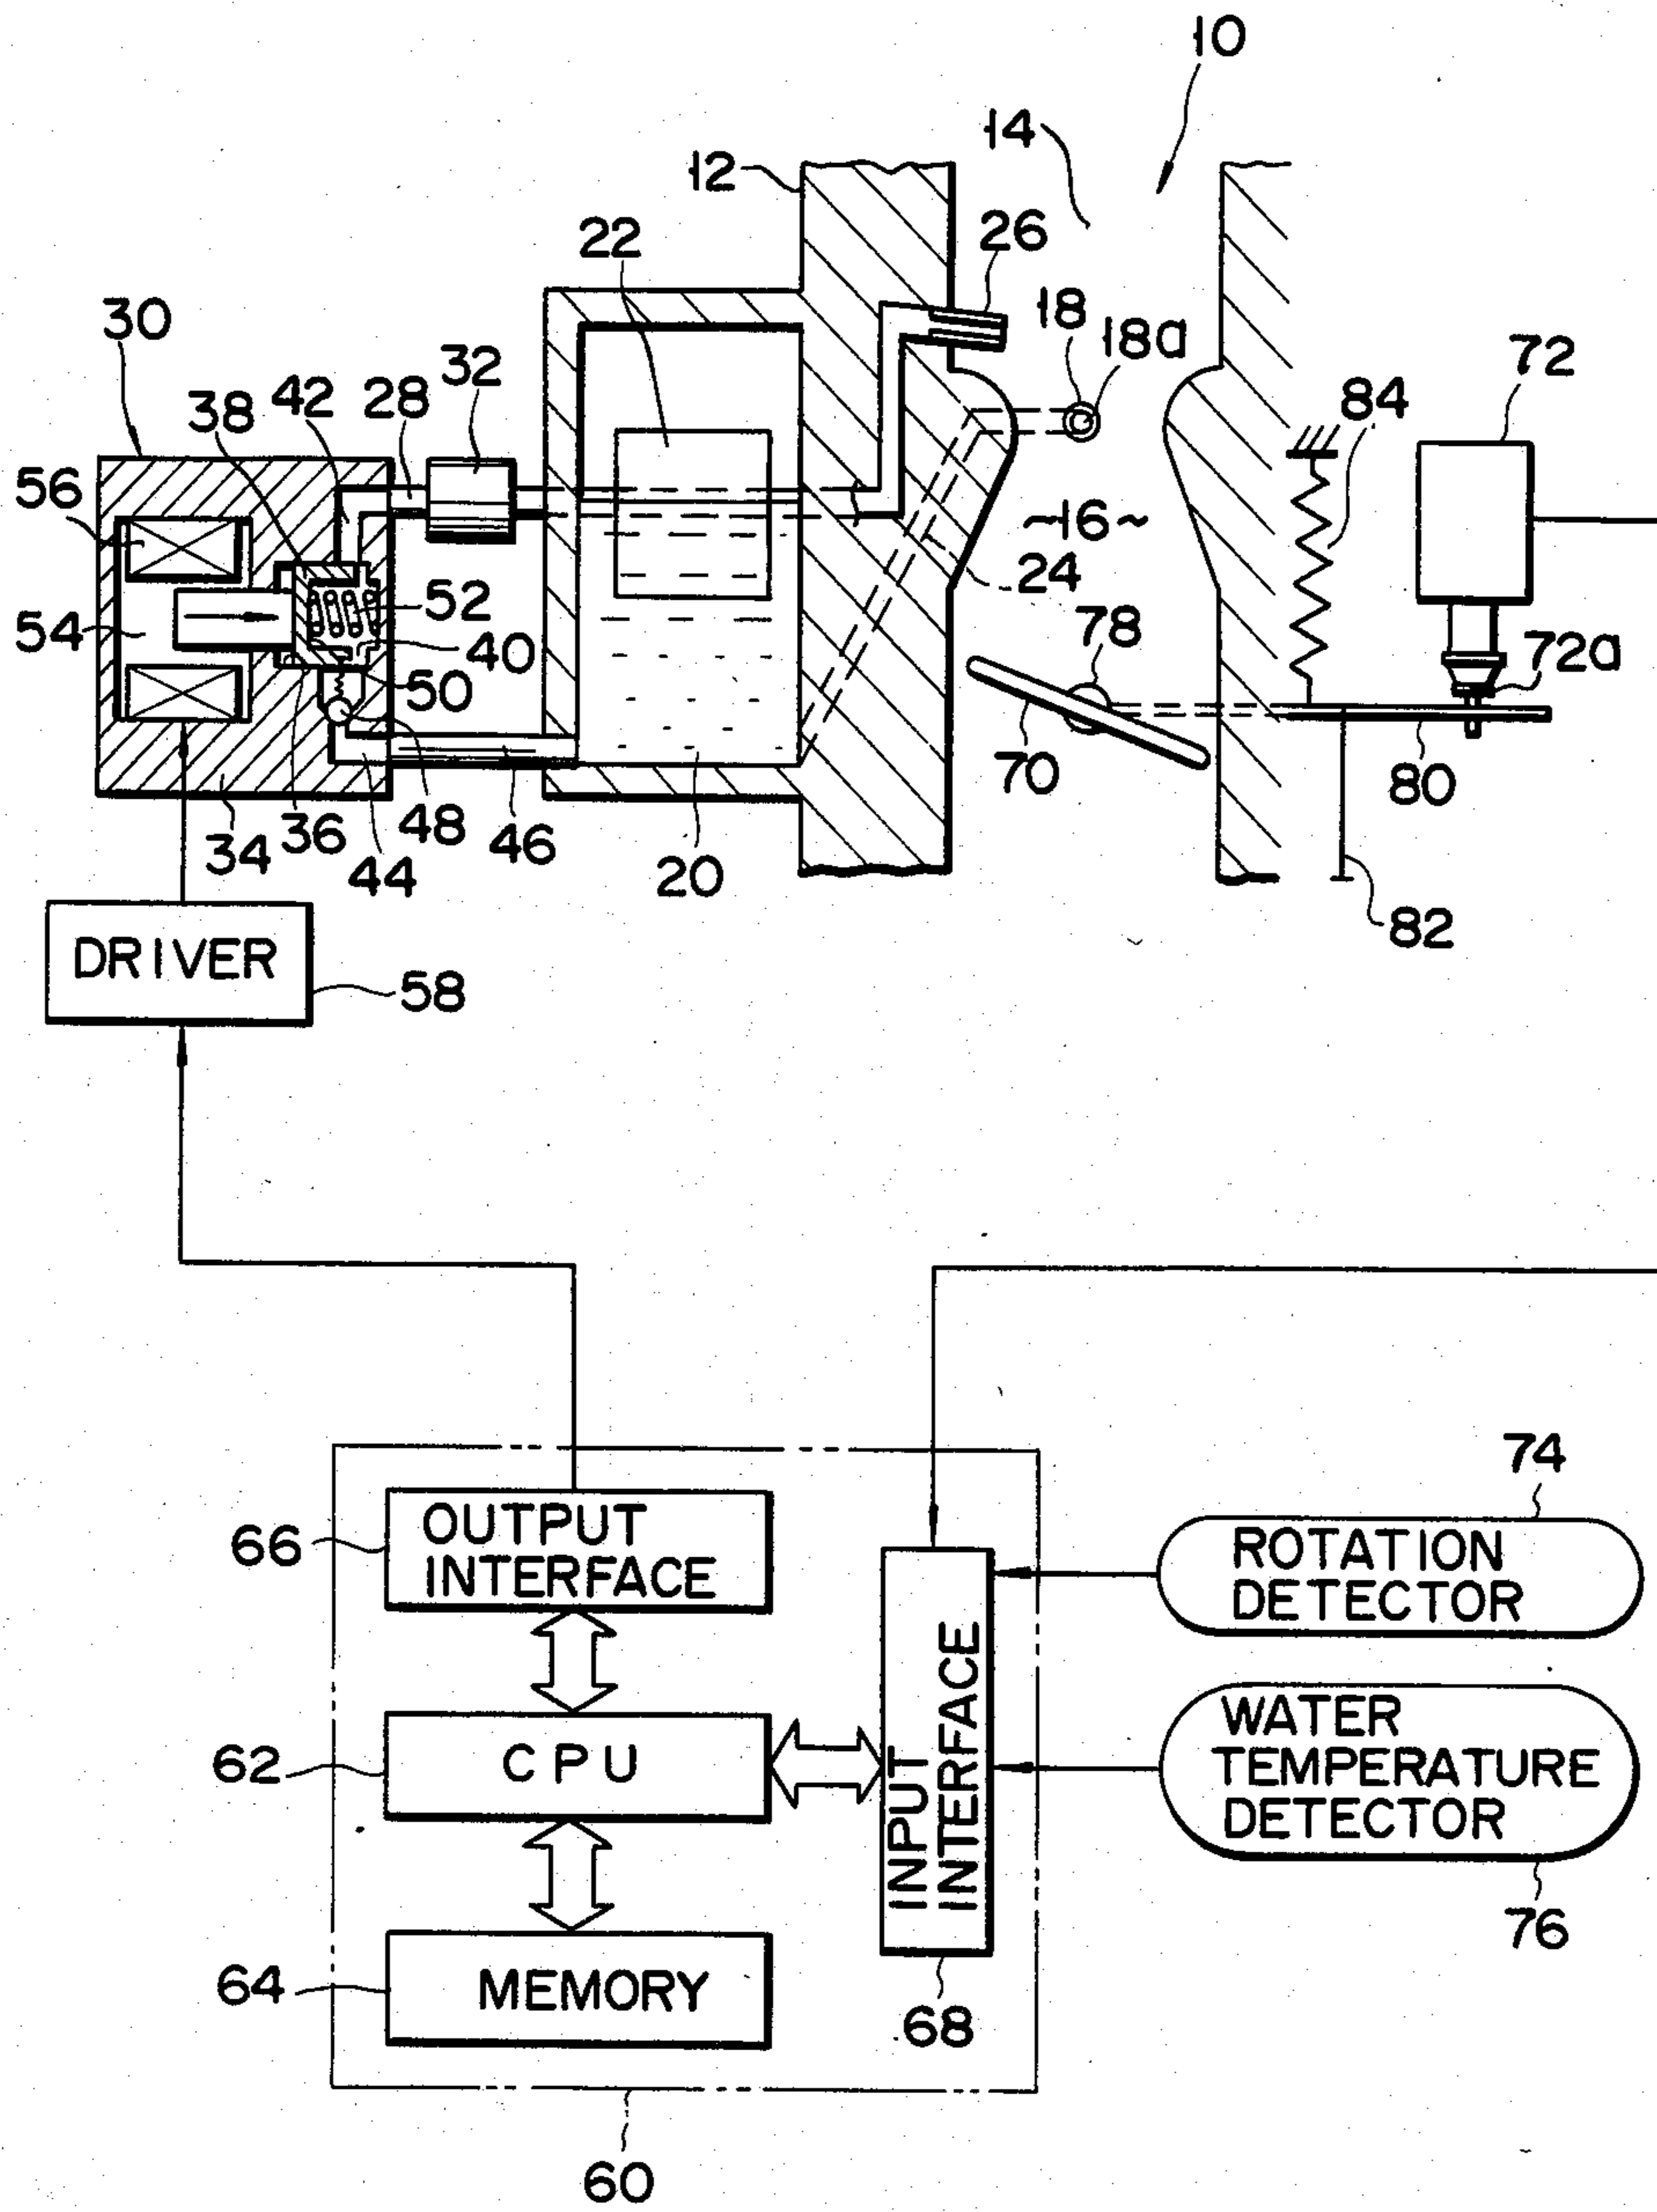 10
14
12
26
22
18
18a
30
32
72
38
42
28
84
56
~16~
24
52
54
78
40
72a
50
70
80
48
36
46
34
44
20
82
DRIVER
58
74
OUTPUT
INTERFACE
66
ROTATION
DETECTOR
INPUT
INTERFACE
WATER
TEMPERATURE
DETECTOR
62
CPU
76
64
MEMORY
68
60